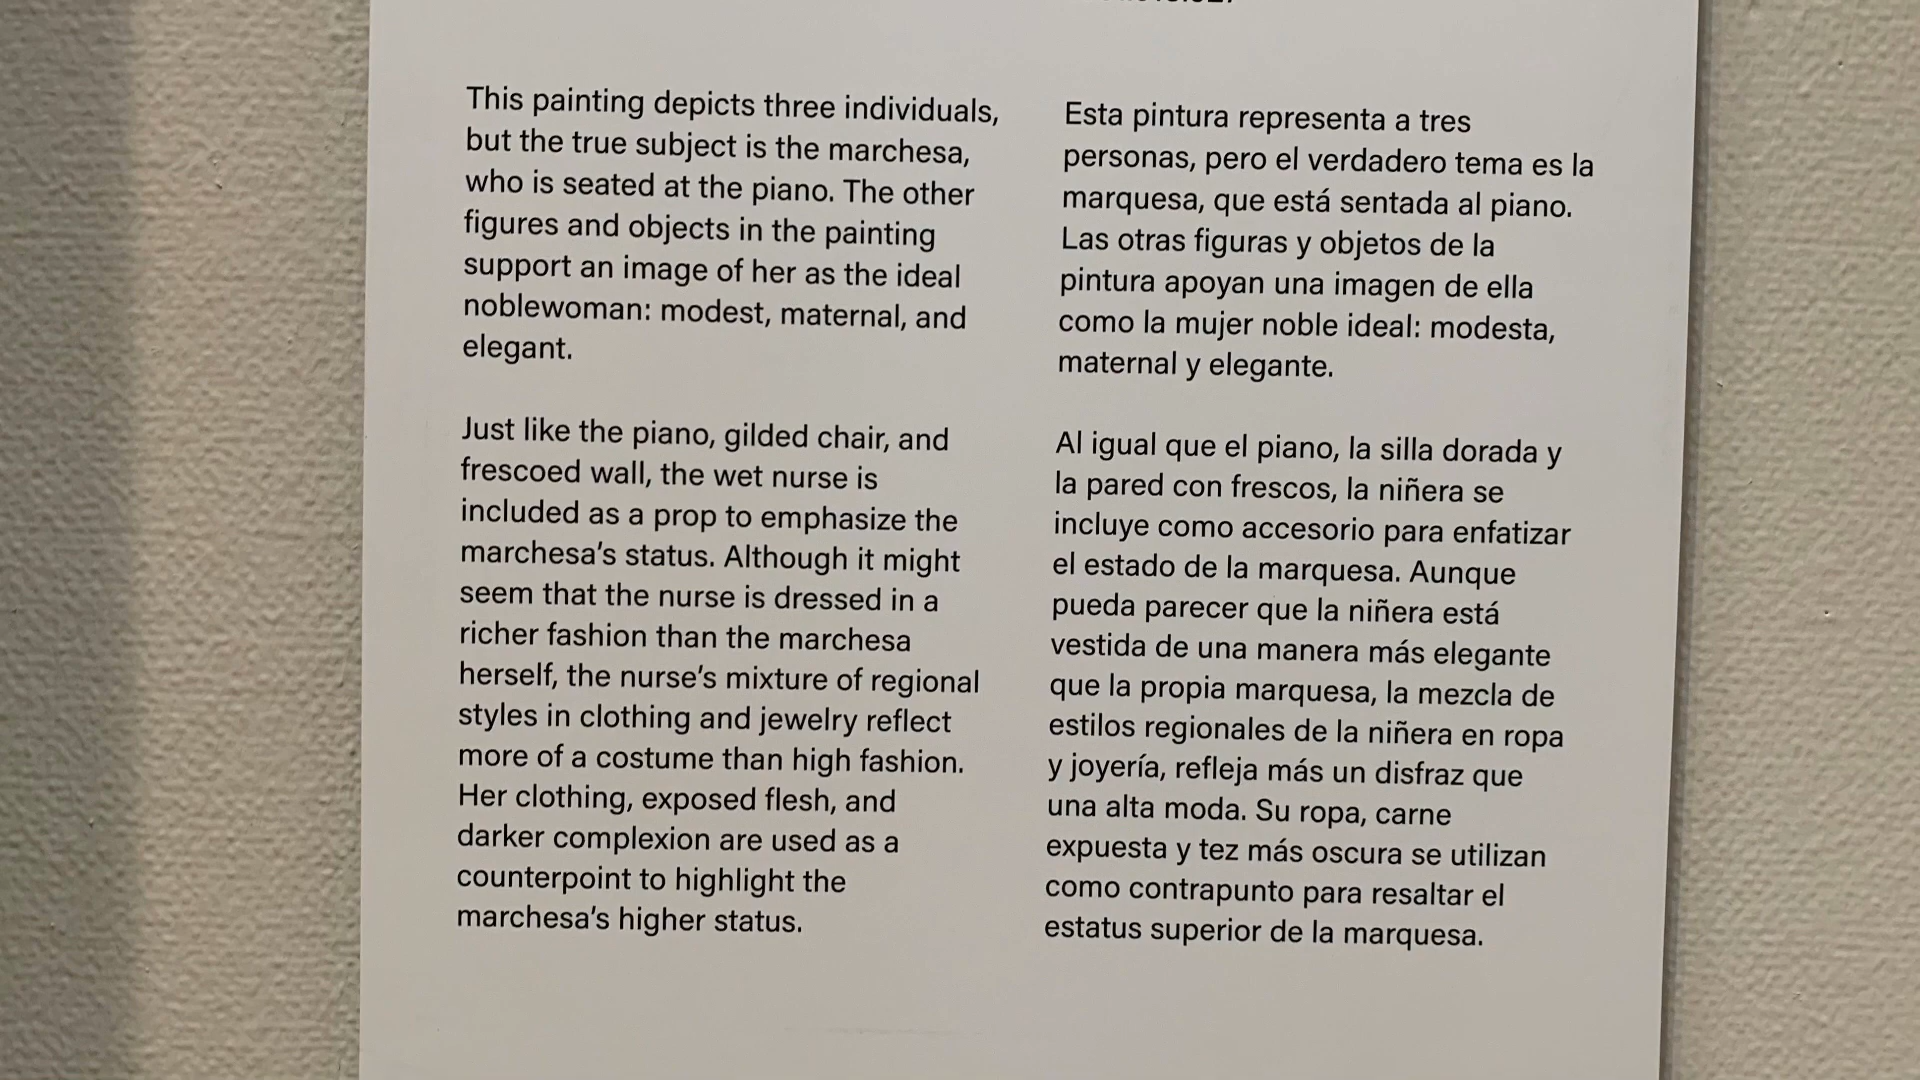 This painting depicts three individuals,
but the true subject is the marchesa,
who is seated at the piano. The other
figures and objects in the painting
support an image of her as the ideal
noblewoman: modest, maternal, and
elegant.
Just like the piano, gilded chair, and
frescoed wall, the wet nurse is
included as a prop to emphasize the
marchesa's status. Although it might
seem that the nurse is dressed in a
richer fashion than the marchesa
herself, the nurse's mixture of regional
styles in clothing and jewelry reflect
more of a costume than high fashion.
Her clothing, exposed flesh, and
darker complexion are used as a
counterpoint to highlight the
marchesa's higher status.
Esta pintura representa a tres
personas, pero el verdadero tema es la
marquesa, que está sentada al piano.
Las otras figuras y objetos de la
pintura apoyan una imagen de ella
como la mujer noble ideal: modesta,
maternal y elegante.
Al igual que el piano, la silla dorada y
la pared con frescos, la niñera se
incluye como accesorio para enfatizar
el estado de la marquesa. Aunque
pueda parecer que la niñera está
vestida de una manera más elegante
que la propia marquesa, la mezcla de
estilos regionales de la niñera en ropa
y joyería, refleja más un disfraz que
una alta moda. Su ropa, carne
expuesta y tez más oscura se utilizan
como contrapunto para resaltar el
estatus superior de la marquesa.